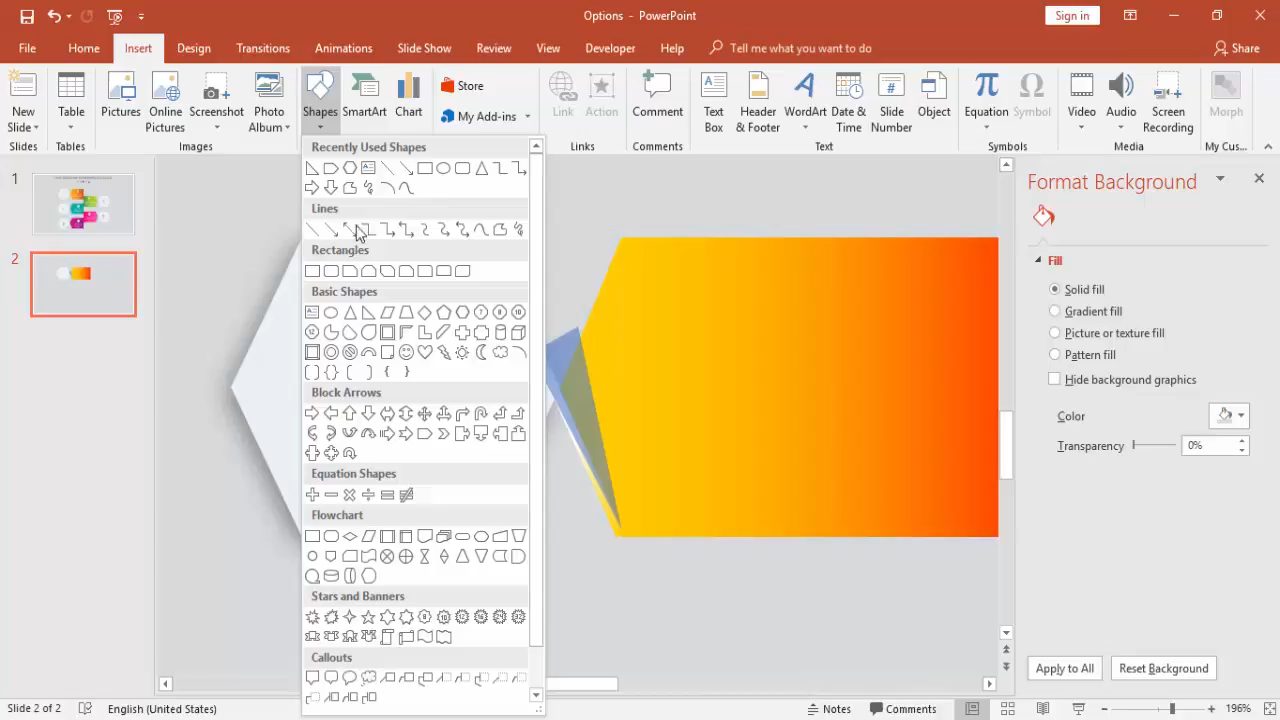 Options - PowerPoint
Sign in
File Home Insert Design Transitions Animations Slide Show Review View Developer Help Tell me what you want to do Share
New Slide
Table
Pictures
Online Pictures
Screenshot
Photo Album
Shapes
SmartArt
Chart
Store
My Add-ins
Link
Action
Comment
Text Box
Header & Footer
WordArt
Date & Time
Slide Number
Object
Equation
Symbol
Video
Audio
Screen Recording
Morph
Slides Tables Images Links Comments Text Symbols Media My Cus...
Recently Used Shapes
Lines
Rectangles
Basic Shapes
Block Arrows
Equation Shapes
Flowchart
Stars and Banners
Callouts
1
2
Format Background
Fill
Solid fill
Gradient fill
Picture or texture fill
Pattern fill
Hide background graphics
Color
Transparency 0%
Apply to All Reset Background
Slide 2 of 2 English (United States) Notes Comments 196%